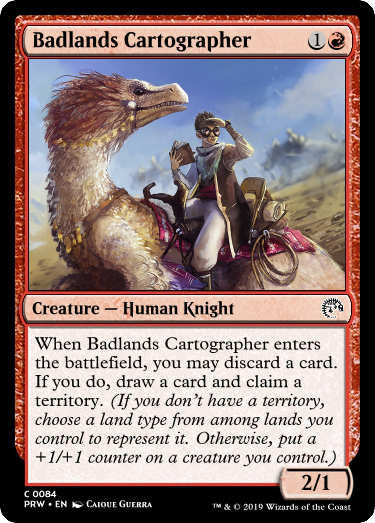 Badlands Cartographer 1
Creature — Human Knight
When Badlands Cartographer enters
the battlefield, you may discard a card.
If you do, draw a card and claim a
territory. (If you don't have a territory,
choose a land type from among lands you
control to represent it. Otherwise, put a
+1/+1 counter on a creature you control.)
2/1
C 0084
PRW • EN Caioue Guerra
™ & © 2019 Wizards of the Coast